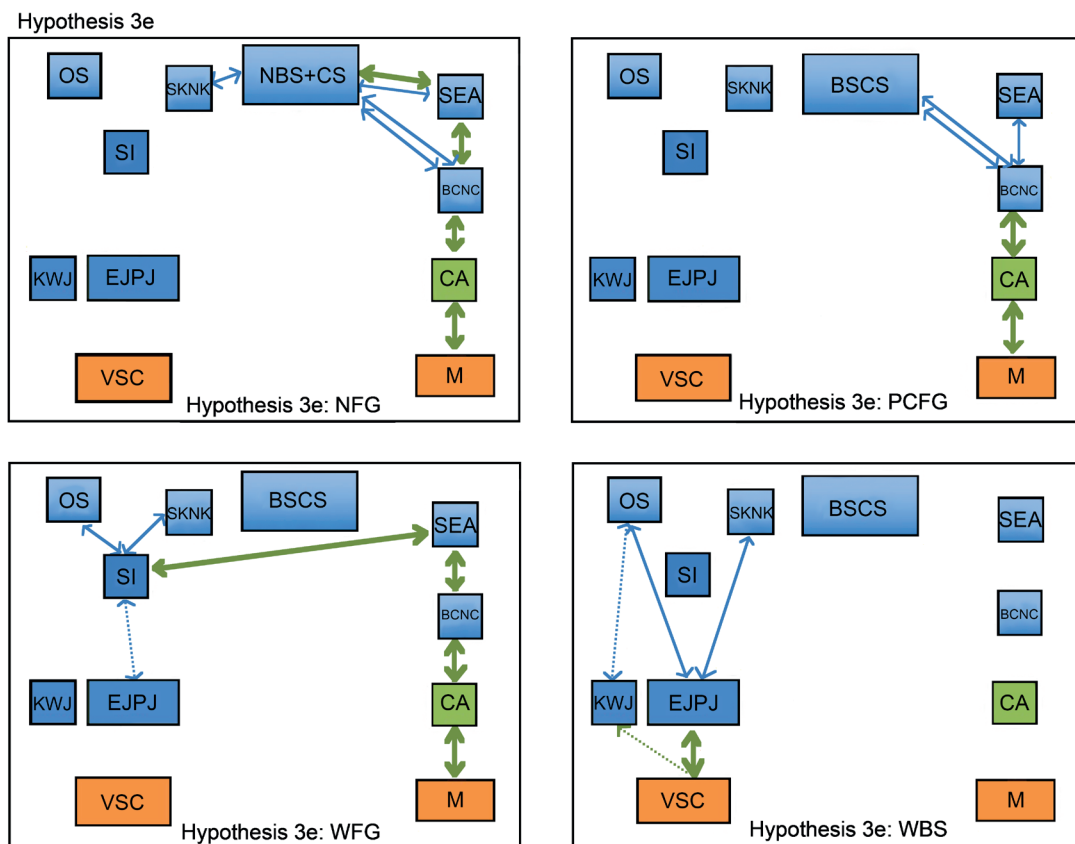 Hypothesis 3e
OS
SKNK
NBS+CS
SEA
SI
BCNC
KWJ
EJPJ
CA
VSC
M
Hypothesis 3e: NFG
OS
SKNK
BSCS
SEA
SI
BCNC
KWJ
EJPJ
CA
VSC
M
Hypothesis 3e: PCFG
OS
SKNK
BSCS
SEA
SI
BCNC
KWJ
EJPJ
CA
VSC
M
Hypothesis 3e: WFG
OS
SKNK
BSCS
SEA
SI
BCNC
KWJ
EJPJ
CA
VSC
M
Hypothesis 3e: WBS